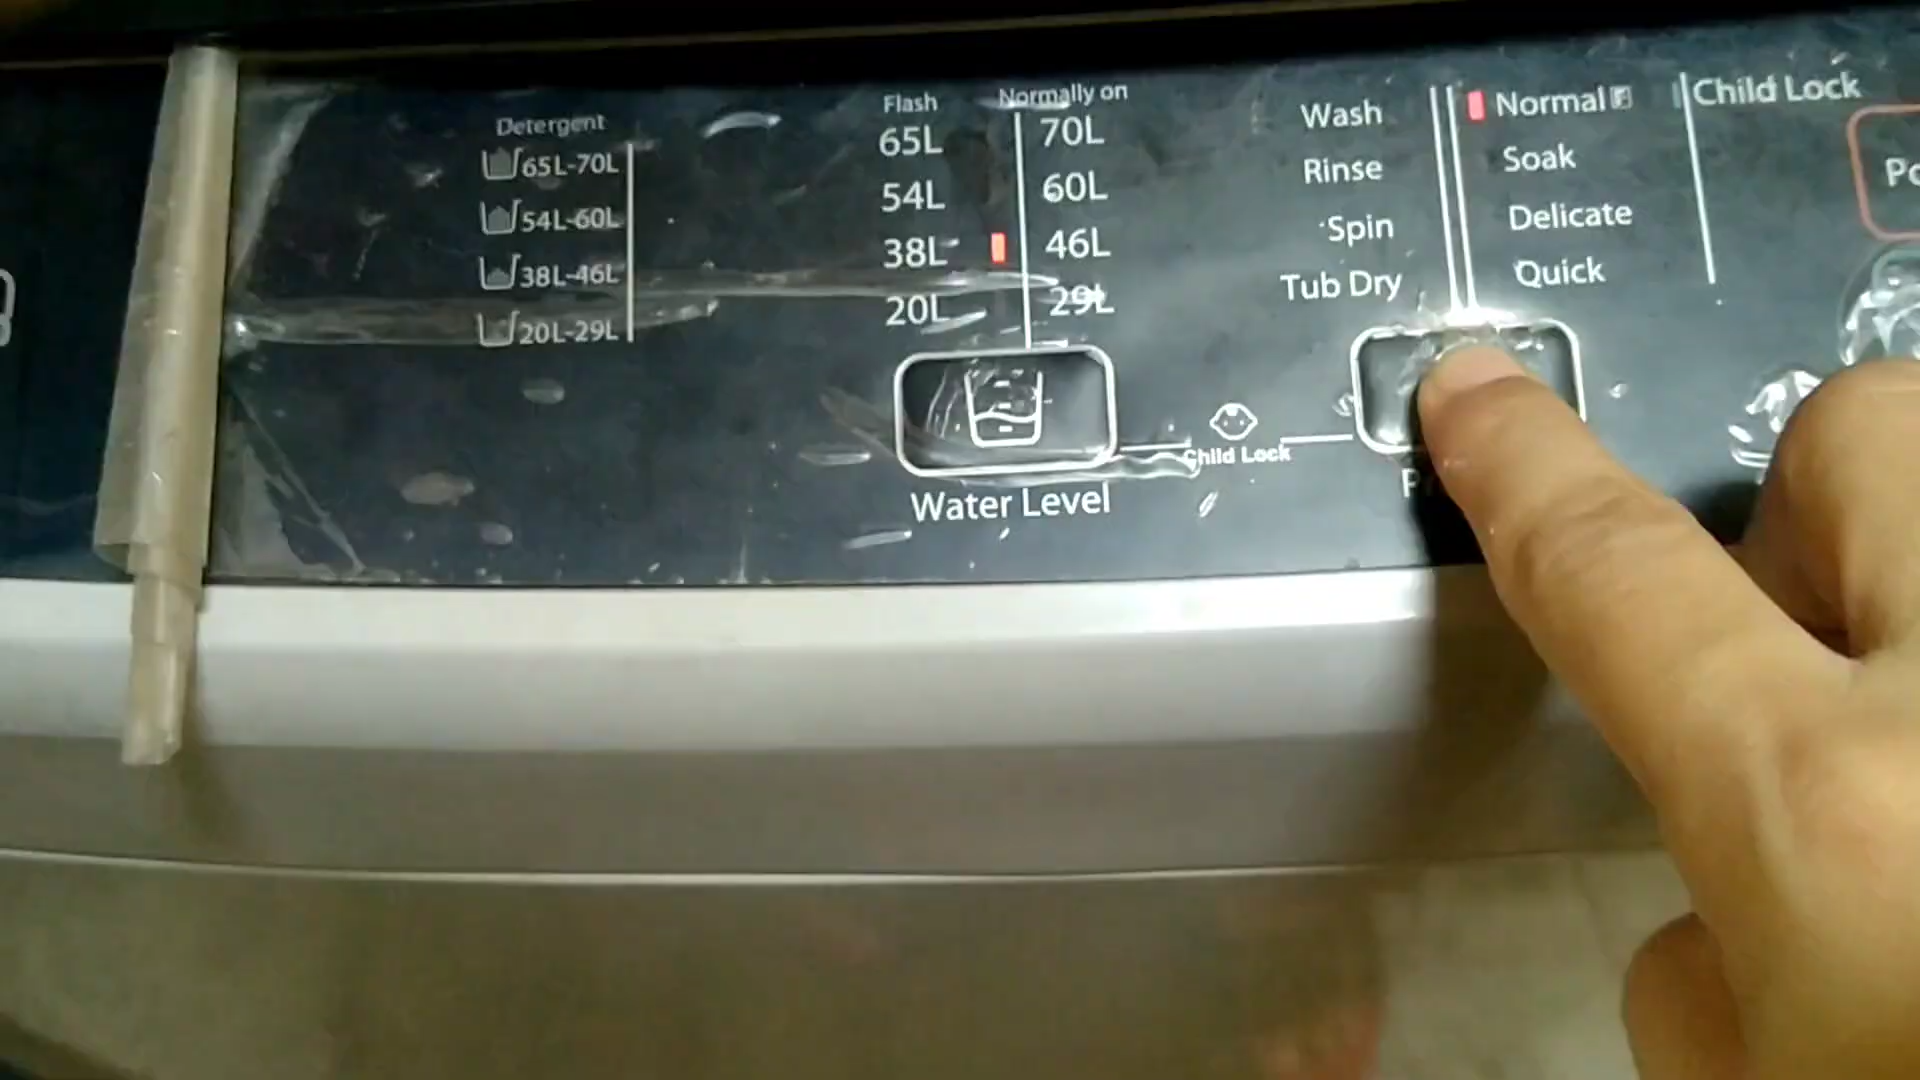 Detergent
65L-70L
54L-60L
38L-46L
20L-29L
Flash
65L
54L
38L
20L
Normally on
70L
60L
46L
29L
Water Level
Child Lock
Wash
Rinse
Spin
Tub Dry
Normal
Soak
Delicate
Quick
Child Lock